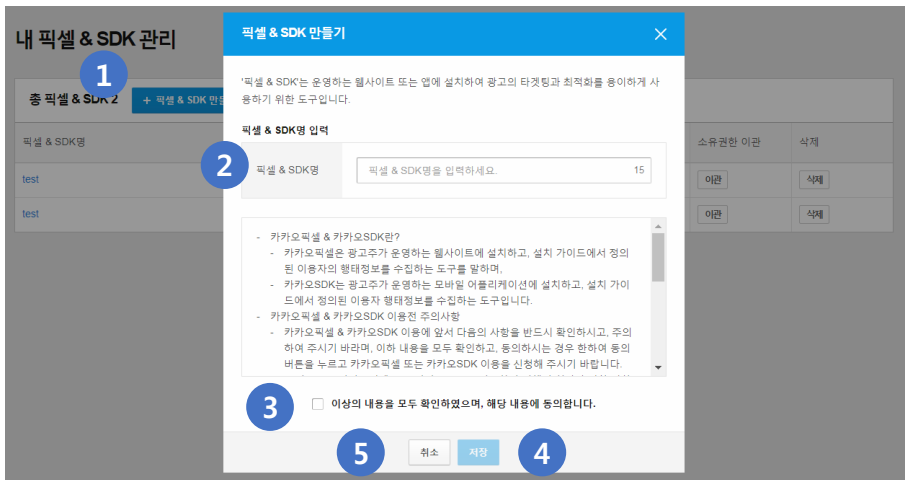 내 픽셀 & SDK 관리
1
총 픽셀 & SDK 2
+ 픽셀 & SDK 만들
픽셀 & SDK명
소유권한 이관
삭제
test
이관
삭제
test
이관
삭제
픽셀 & SDK 만들기
'픽셀 & SDK'는 운영하는 웹사이트 또는 앱에 설치하여 광고의 타겟팅과 최적화를 용이하게 사
용하기 위한 도구입니다.
픽셀 & SDK명 입력
2
픽셀 & SDK명
픽셀 & SDK명을 입력하세요.
15
- 카카오픽셀 & 카카오SDK란?
- 카카오픽셀은 광고주가 운영하는 웹사이트에 설치하고, 설치 가이드에서 정의
된 이용자의 행태정보를 수집하는 도구를 말하며,
- 카카오SDK는 광고주가 운영하는 모바일 어플리케이션에 설치하고, 설치 가이
드에서 정의된 이용자 행태정보를 수집하는 도구입니다.
- 카카오픽셀 & 카카오SDK 이용전 주의사항
- 카카오픽셀 & 카카오SDK 이용에 앞서 다음의 사항을 반드시 확인하시고, 주의
하여 주시기 바라며, 이하 내용을 모두 확인하고, 동의하시는 경우 한하여 동의
버튼을 누르고 카카오픽셀 또는 카카오SDK 이용을 신청해 주시기 바랍니다.
3
이상의 내용을 모두 확인하였으며, 해당 내용에 동의합니다.
5
취소
저장
4